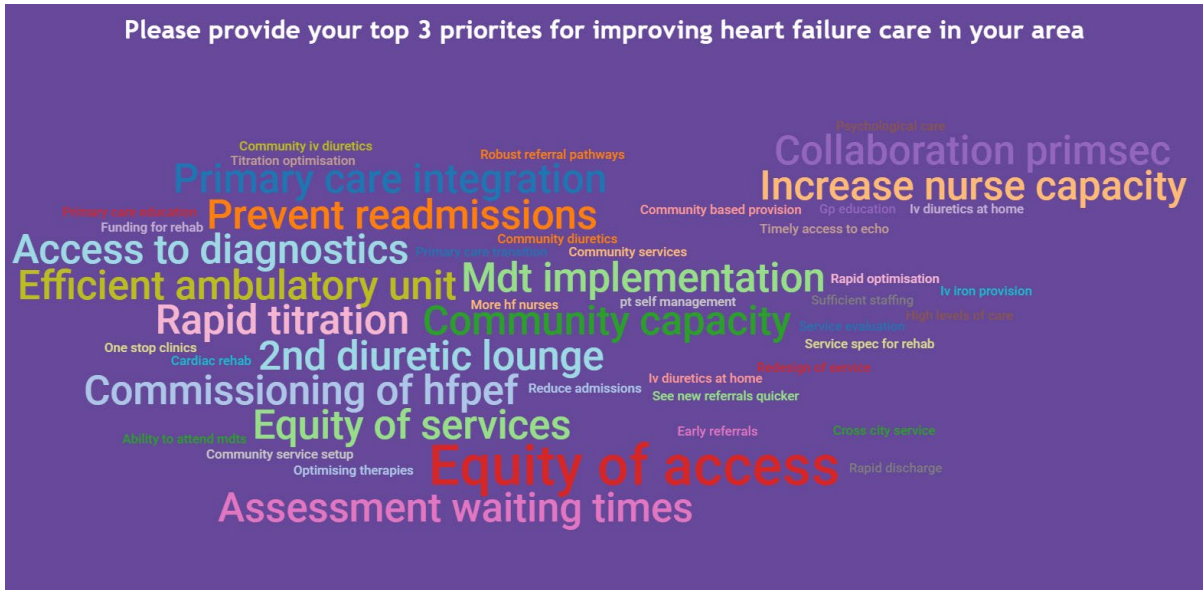 Please provide your top 3 priorites for improving heart failure care in your area
Psychological care
Community iv diuretics
Collaboration primsec
Titration optimisation
Robust referral pathways
Primary care integration
Increase nurse capacity
Primary care education
Prevent readmissions
Community based provision
Gp education
Iv diuretics at home
Funding for rehab
Timely access to echo
Community diuretics
Access to diagnostics
Primary care transition
Community services
Efficient ambulatory unit
Mdt implementation
Rapid optimisation
Iv iron provision
More hf nurses
pt self management
Sufficient staffing
Rapid titration
Community capacity
High levels of care
Service evaluation
One stop clinics
Service spec for rehab
Cardiac rehab
2nd diuretic lounge
Redesign of service
Commissioning of hfpef
Reduce admissions
Iv diuretics at home
See new referrals quicker
Equity of services
Early referrals
Cross city service
Ability to attend mdts
Community service setup
Optimising therapies
Equity of access
Rapid discharge
Assessment waiting times